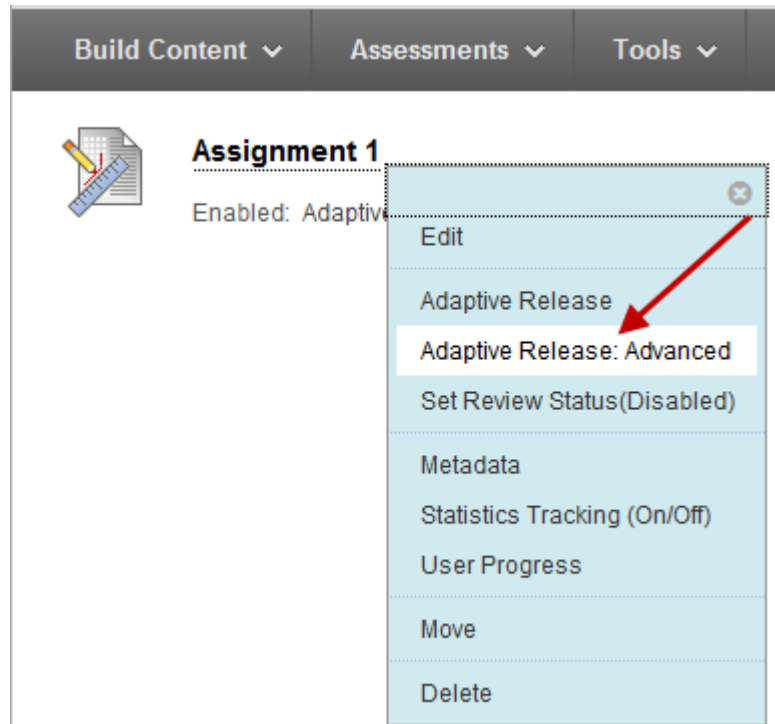 Build Content Assessments Tools
Assignment 1
Enabled: Adaptive
Edit
Adaptive Release
Adaptive Release: Advanced
Set Review Status(Disabled)
Metadata
Statistics Tracking (On/Off)
User Progress
Move
Delete